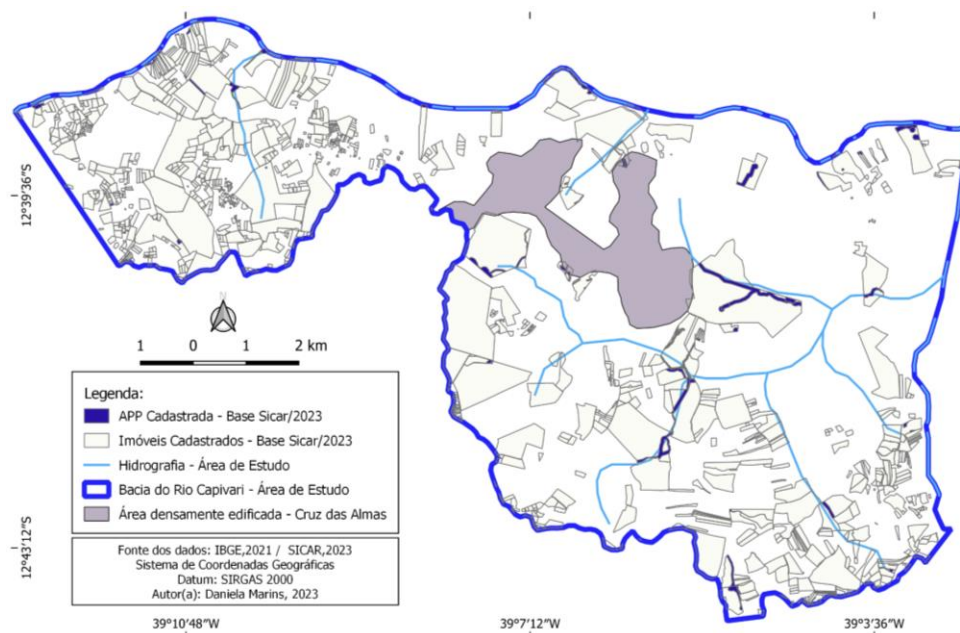 12°39'36"S
N
1 0 1 2 km
Legenda:
APP Cadastrada - Base Sicar/2023
Imóveis Cadastrados - Base Sicar/2023
Hidrografia - Área de Estudo
Bacia do Rio Capivari - Área de Estudo
Área densamente edificada - Cruz das Almas
12°43'12"S
Fonte dos dados: IBGE,2021 / SICAR,2023
Sistema de Coordenadas Geográficas
Datum: SIRGAS 2000
Autor(a): Daniela Marins, 2023
39°10'48"W 39°7'12"W 39°3'36"W